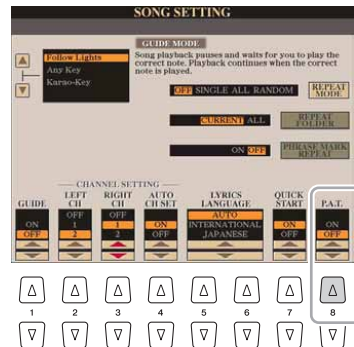 SONG SETTING
GUIDE MODE
Follow Lights
Any Key
Karao-Key
Song playback pauses and waits for you to play the
correct note. Playback continues when the correct
note is played.
OFF SINGLE ALL RANDOM
REPEAT
MODE
CURRENT ALL
REPEAT
FOLDER
ON OFF
PHRASE MARK
REPEAT
CHANNEL SETTING
GUIDE
ON
OFF
LEFT
CH
OFF
1
2
RIGHT
CH
OFF
1
2
AUTO
CH SET
ON
OFF
LYRICS
LANGUAGE
AUTO
INTERNATIONAL
JAPANESE
QUICK
START
ON
OFF
P.A.T.
ON
OFF
1 2 3 4 5 6 7 8